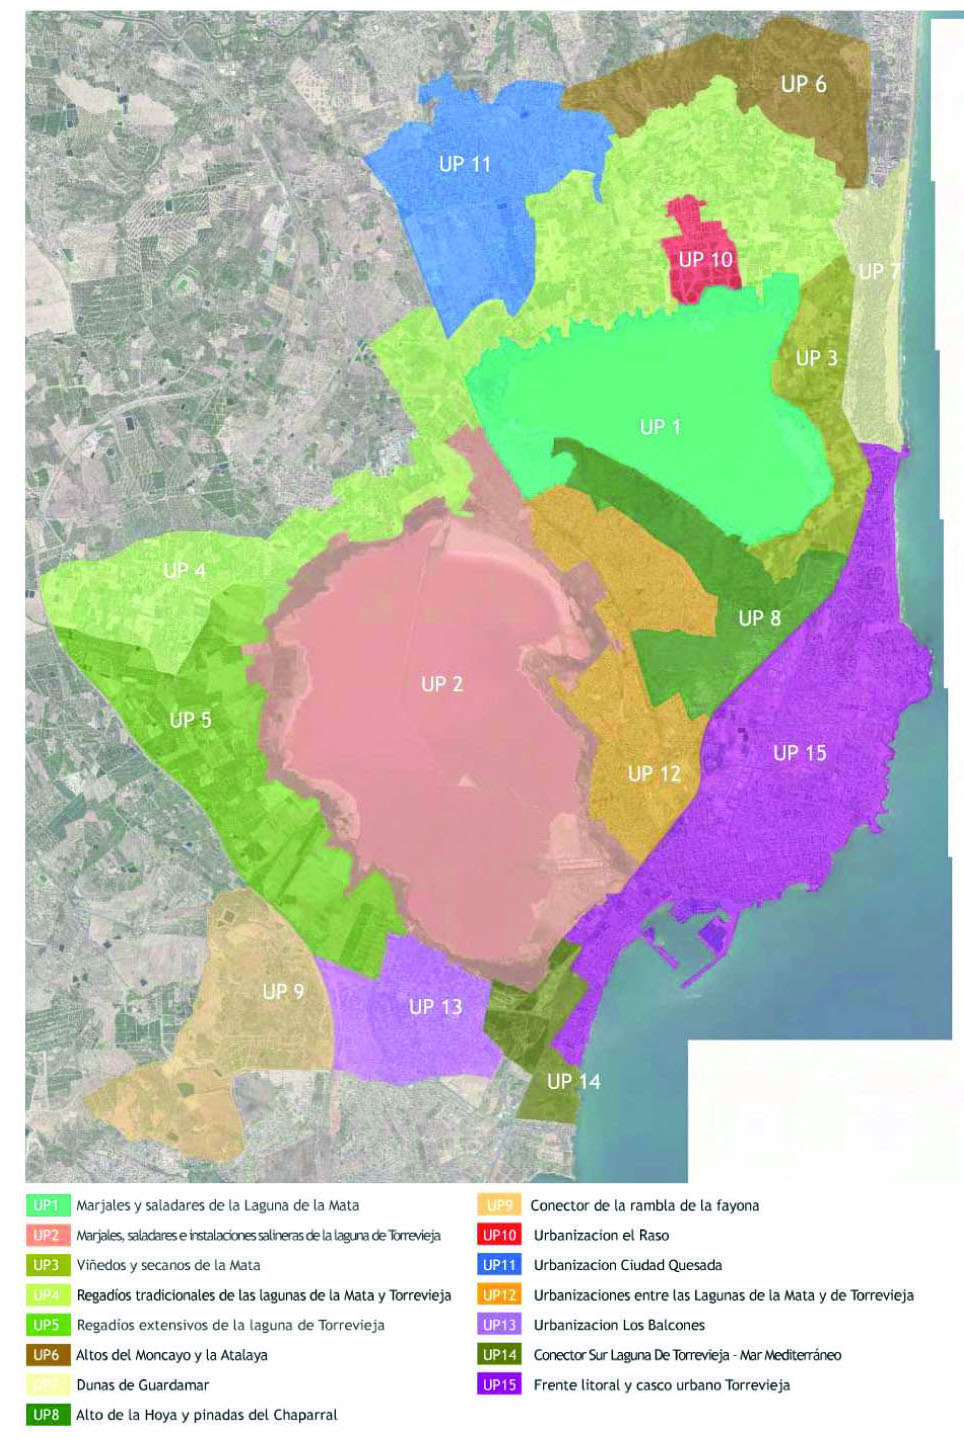 UP 6
UP 11
UP 10
UP 7
UP 3
UP 1
UP 4
UP 8
UP 2
UP 5
UP 15
UP 12
UP 9
UP 13
UP 14
UP1 Marjales y saladares de la Laguna de la Mata
UP2 Marjales, saladares e instalaciones salineras de la laguna de Torrevieja
UP3 Viñedos y secanos de la Mata
UP4 Regadíos tradicionales de las lagunas de la Mata y Torrevieja
UP5 Regadíos extensivos de la laguna de Torrevieja
UP6 Altos del Moncayo y la Atalaya
UP7 Dunas de Guardamar
UP8 Alto de la Hoya y pinadas del Chaparral
UP9 Conector de la rambla de la fayona
UP10 Urbanizacion el Raso
UP11 Urbanizacion Ciudad Quesada
UP12 Urbanizaciones entre las Lagunas de la Mata y de Torrevieja
UP13 Urbanizacion Los Balcones
UP14 Conector Sur Laguna De Torrevieja - Mar Mediterráneo
UP15 Frente litoral y casco urbano Torrevieja